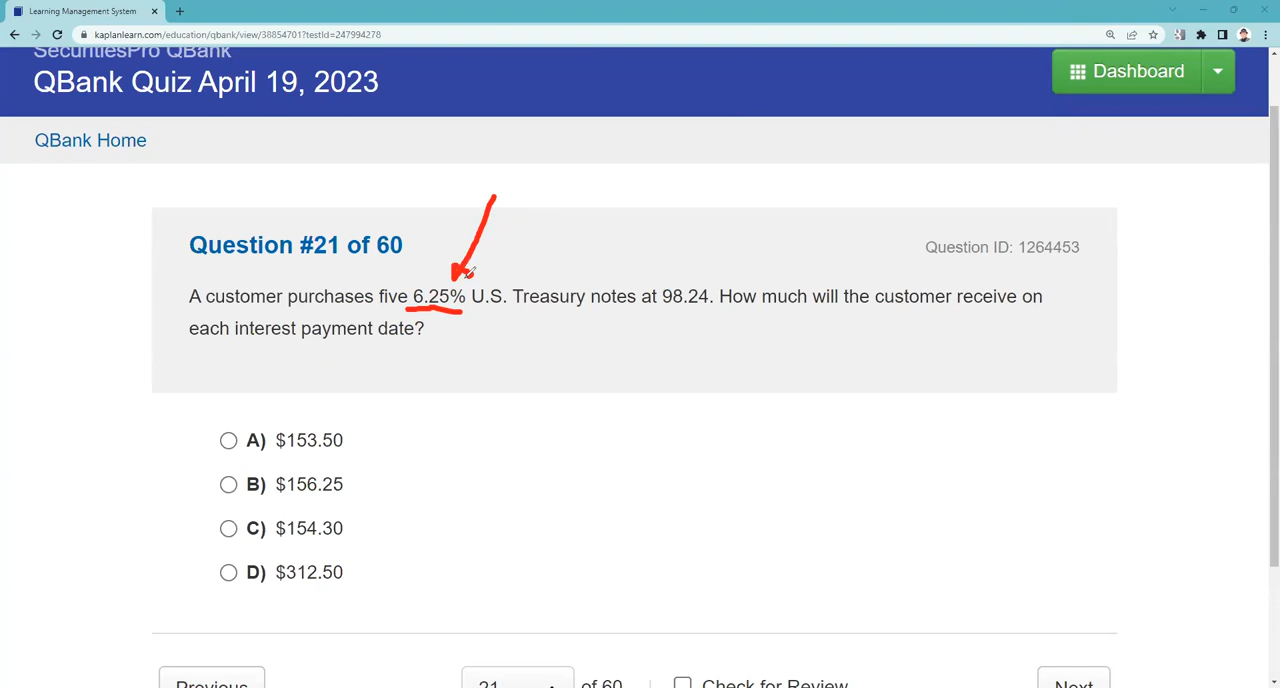 Learning Management System
kaplanlearn.com/education/qbank/view/38854701?testId=247994278
SecuritiesPro QBank
QBank Quiz April 19, 2023
Dashboard
QBank Home
Question #21 of 60
Question ID: 1264453
A customer purchases five 6.25% U.S. Treasury notes at 98.24. How much will the customer receive on
each interest payment date?
A) $153.50
B) $156.25
C) $154.30
D) $312.50
Previous
21
of 60
Check for Review
Next